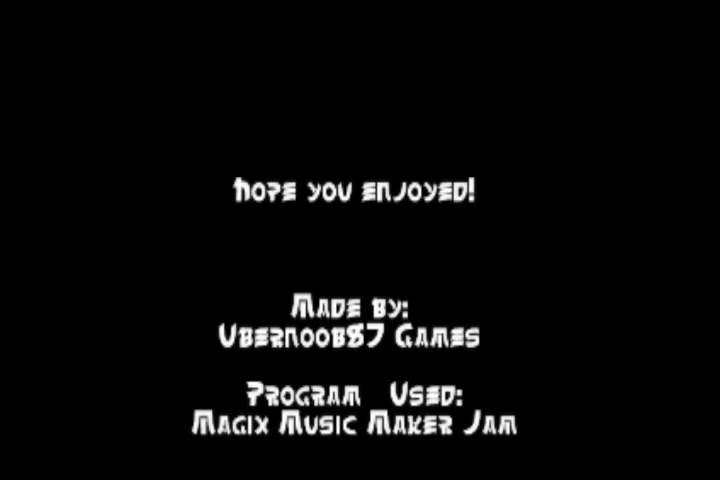 Hope you enjoyed!
Made by:
Ubernoob87 Games
Program Used:
Magix Music Maker Jam